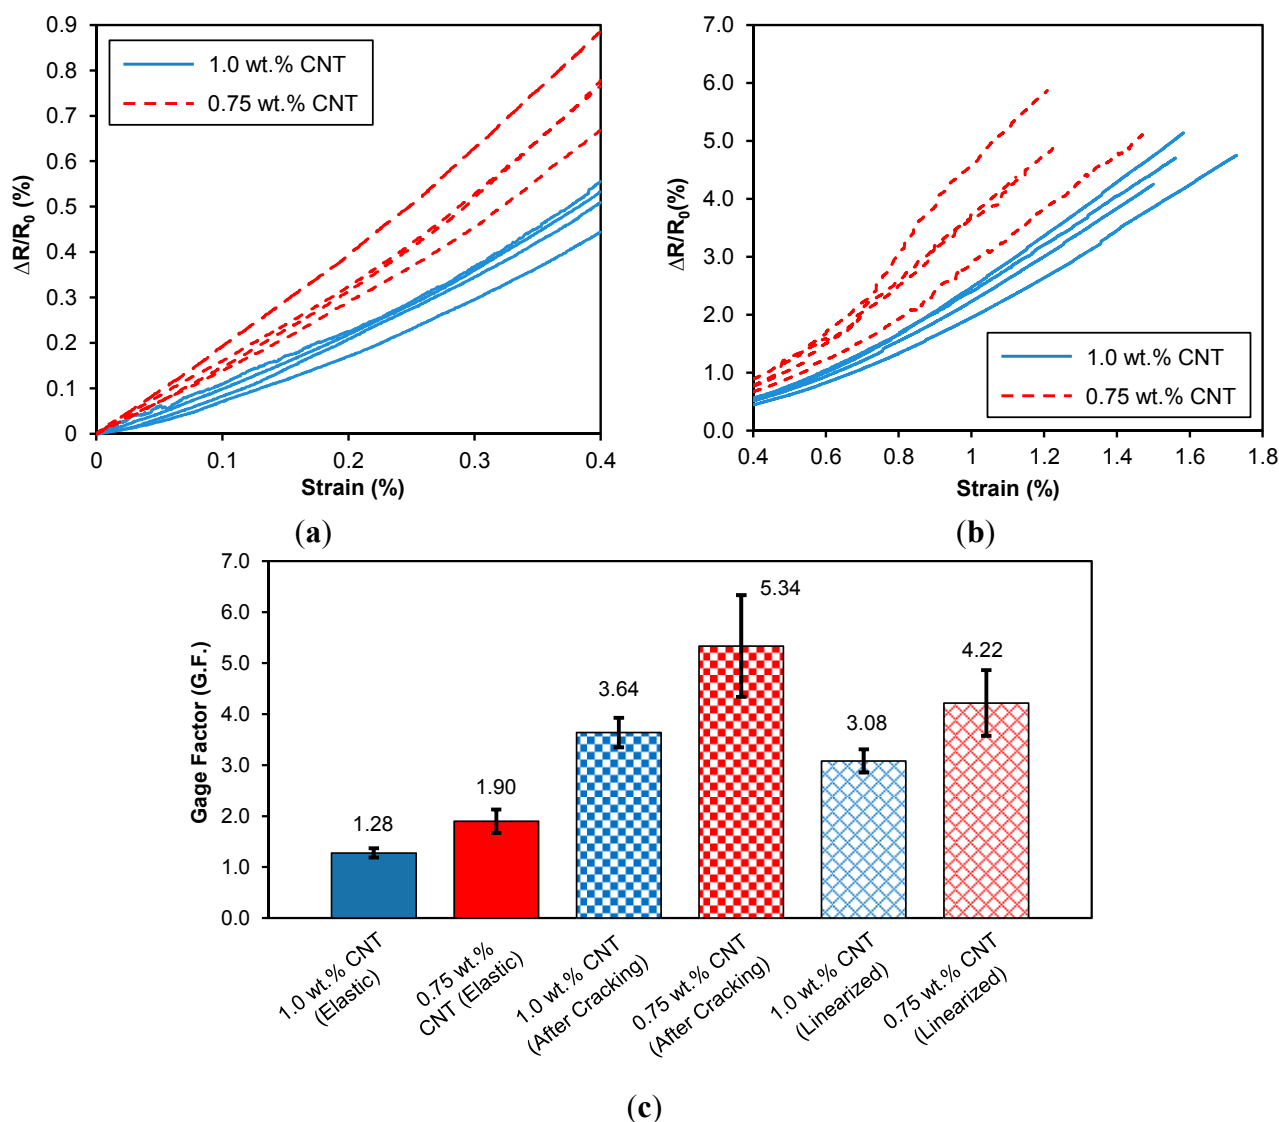 0.9
0.8
0.7
0.6
0.5
0.4
0.3
0.2
0.1
0
ΔR/R0 (%)
1.0 wt.% CNT
0.75 wt.% CNT
0 0.1 0.2 0.3 0.4
Strain (%)
(a)
7.0
6.0
5.0
4.0
3.0
2.0
1.0
0.0
ΔR/R0(%)
1.0 wt.% CNT
0.75 wt.% CNT
0.4 0.6 0.8 1 1.2 1.4 1.6 1.8
Strain (%)
(b)
7.0
6.0
5.0
4.0
3.0
2.0
1.0
0.0
Gage Factor (G.F.)
1.28
1.90
3.64
5.34
3.08
4.22
1.0 wt.% CNT
(Elastic)
0.75 wt.%
CNT (Elastic)
1.0 wt.% CNT
(After Cracking)
0.75 wt.% CNT
(After Cracking)
1.0 wt.% CNT
(Linearized)
0.75 wt.% CNT
(Linearized)
(c)